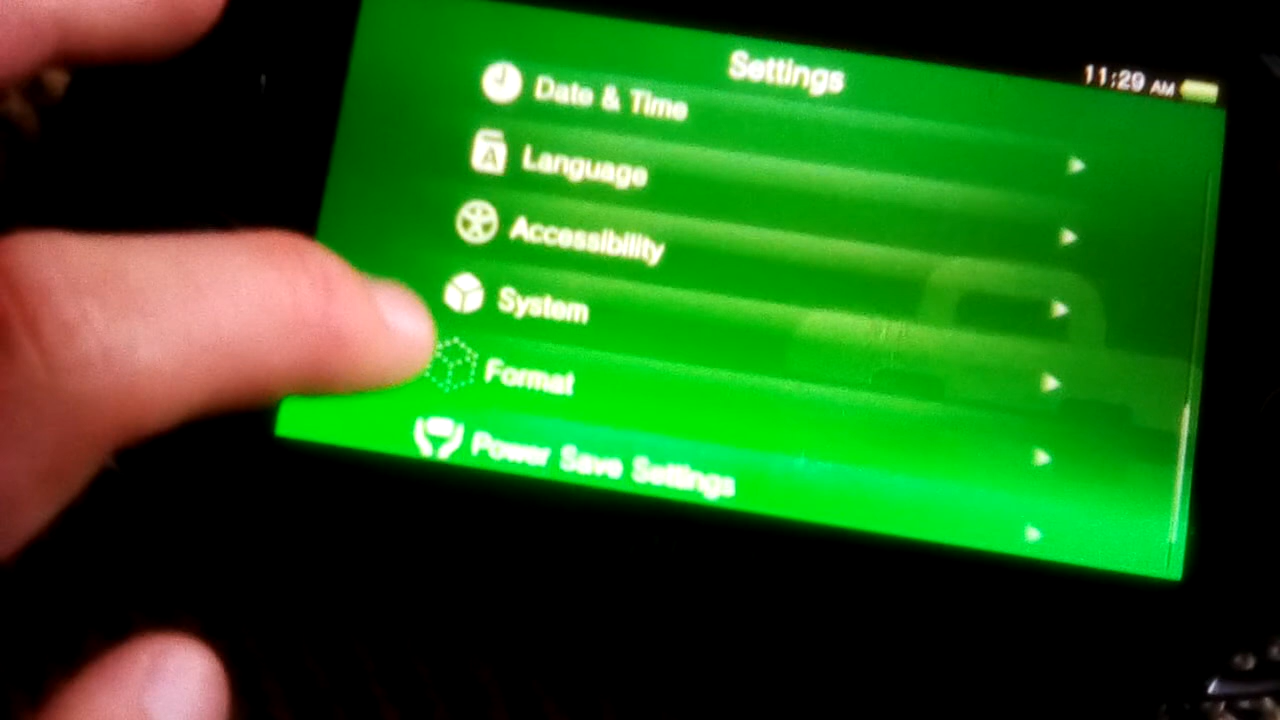 Settings
11:29 AM
Date & Time
Language
Accessibility
System
Format
Power Save Settings